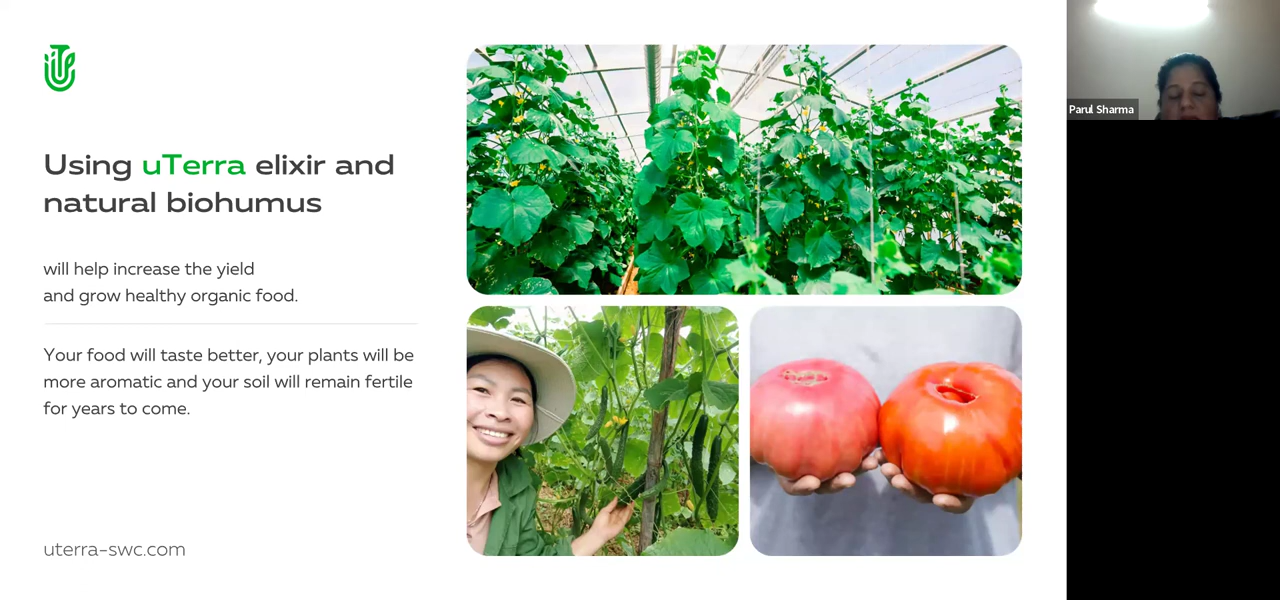 Using uTerra elixir and
natural biohumus
will help increase the yield
and grow healthy organic food.
Your food will taste better, your plants will be
more aromatic and your soil will remain fertile
for years to come.
uterra-swc.com
Parul Sharma